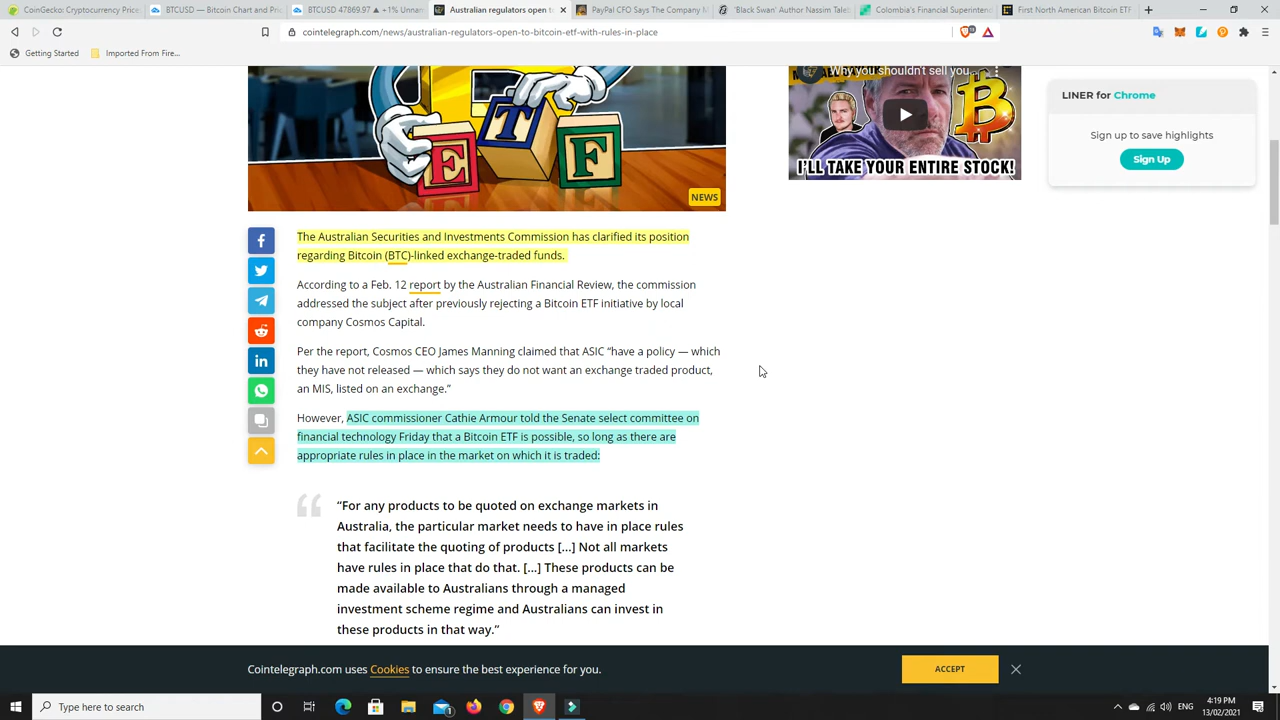 CoinGecko: Cryptocurrency Price
BTCUSD — Bitcoin Chart and Pric
BTCUSD 47869.97 ▲ +1% Unnam
Australian regulators open to
PayPal CFO Says The Company
'Black Swan' Author Nassim Tale
Colombia's Financial Superintend
First North American Bitcoin ETF
cointelegraph.com/news/australian-regulators-open-to-bitcoin-etf-with-rules-in-place
Getting Started
Imported From Fire...
E T F
NEWS
Why you shouldn't sell you...
I'LL TAKE YOUR ENTIRE STOCK!
LINER for Chrome
Sign up to save highlights
Sign Up
The Australian Securities and Investments Commission has clarified its position
regarding Bitcoin (BTC)-linked exchange-traded funds.
According to a Feb. 12 report by the Australian Financial Review, the commission
addressed the subject after previously rejecting a Bitcoin ETF initiative by local
company Cosmos Capital.
Per the report, Cosmos CEO James Manning claimed that ASIC “have a policy — which
they have not released — which says they do not want an exchange traded product,
an MIS, listed on an exchange.”
However, ASIC commissioner Cathie Armour told the Senate select committee on
financial technology Friday that a Bitcoin ETF is possible, so long as there are
appropriate rules in place in the market on which it is traded:
“For any products to be quoted on exchange markets in
Australia, the particular market needs to have in place rules
that facilitate the quoting of products [...] Not all markets
have rules in place that do that. [...] These products can be
made available to Australians through a managed
investment scheme regime and Australians can invest in
these products in that way.”
Cointelegraph.com uses Cookies to ensure the best experience for you.
ACCEPT
Type here to search
ENG
4:19 PM
13/02/2021